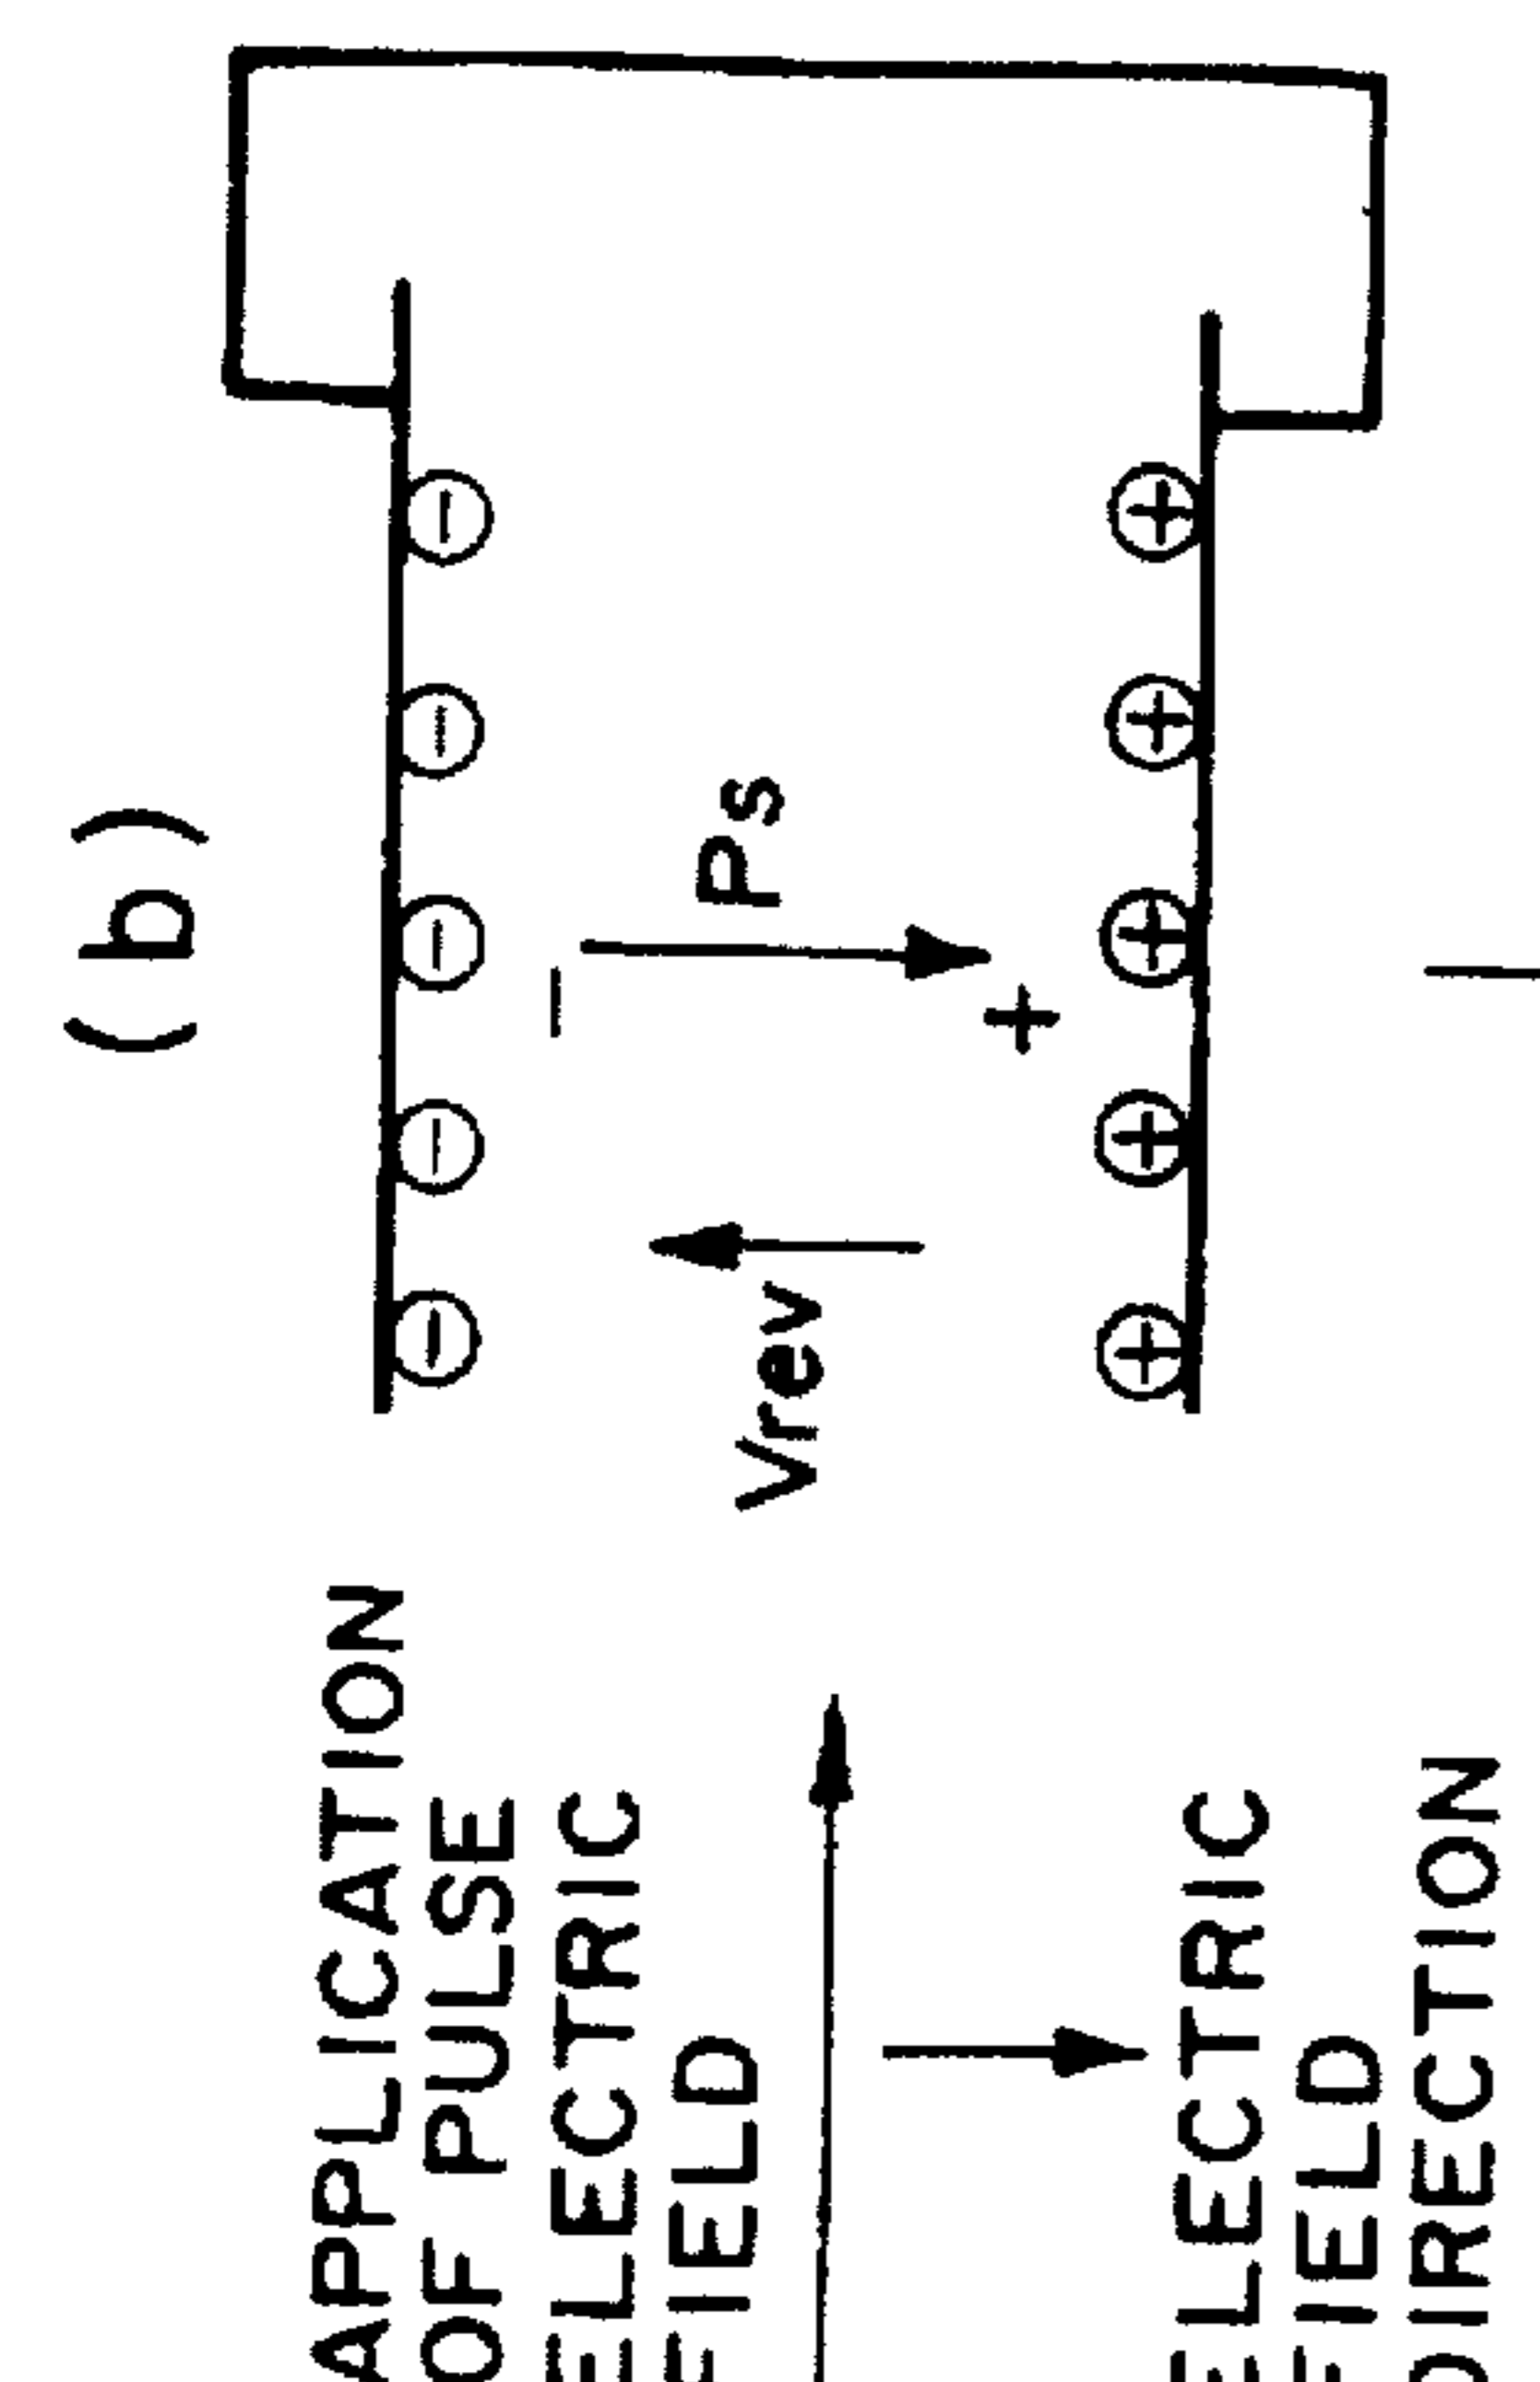 (b)
− − − − −
−
Ps
Vrev
+
+ + + + +
APPLICATION
OF PULSE
ELECTRIC
FIELD
ELECTRIC
FIELD
DIRECTION